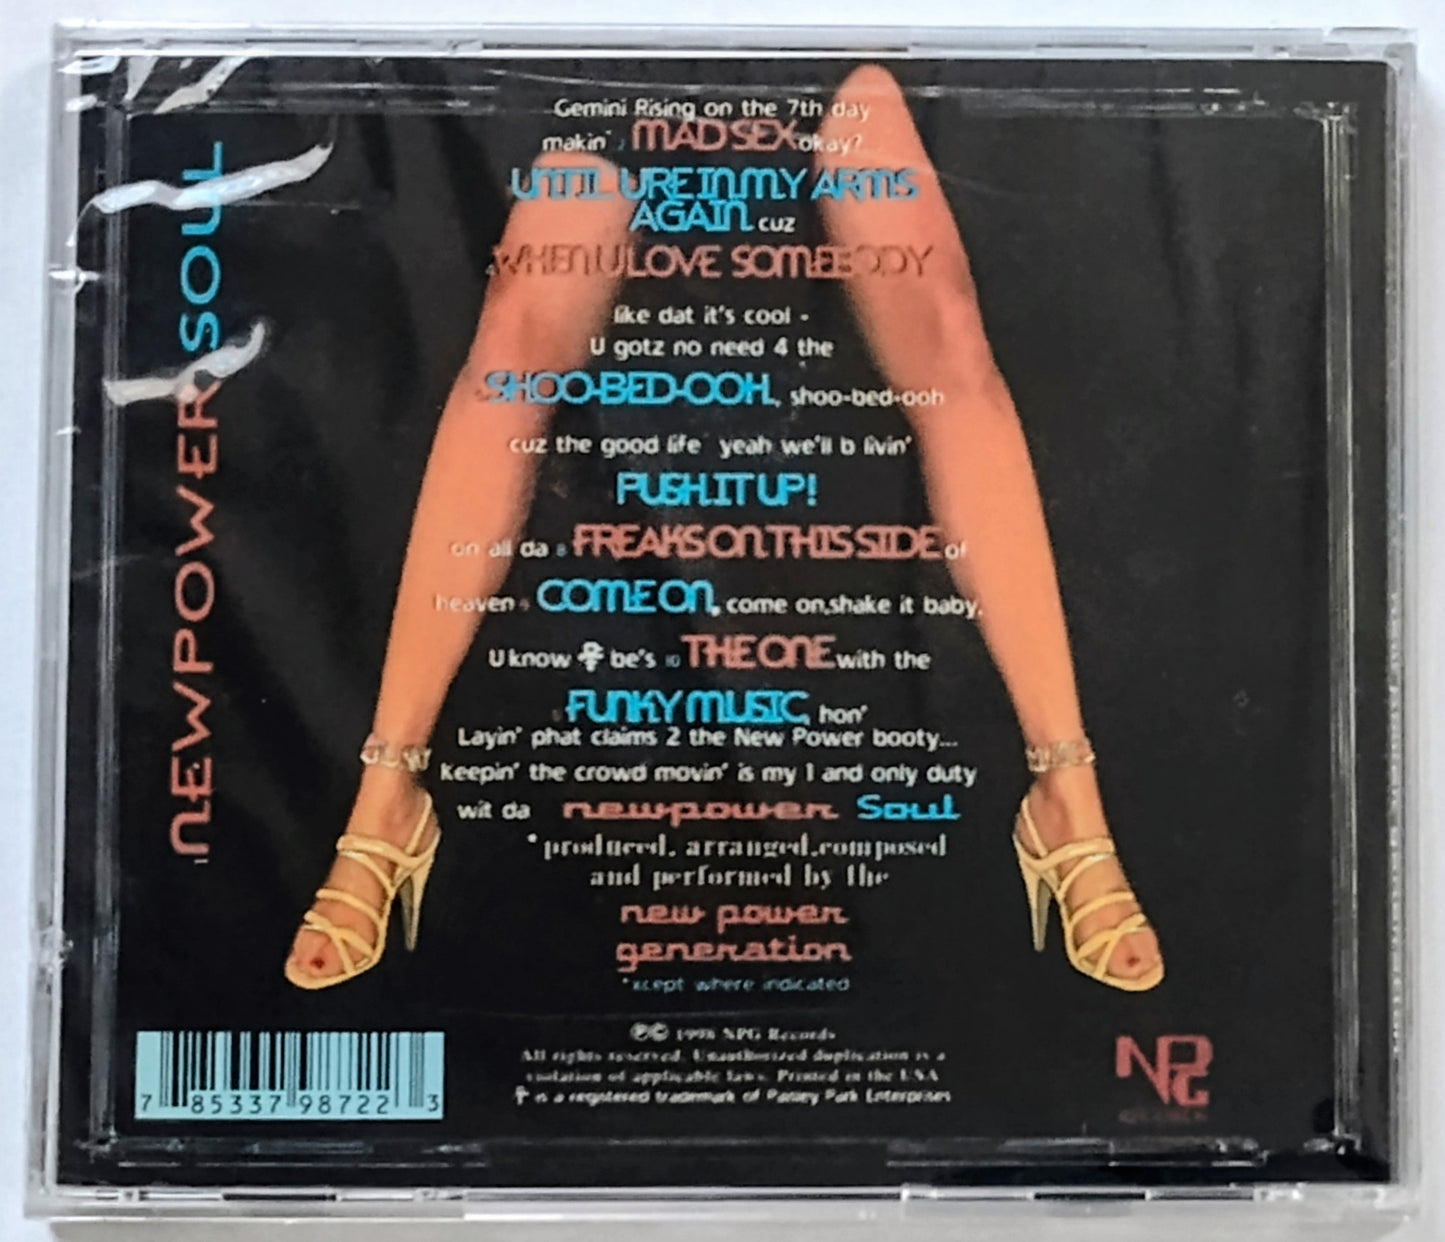 1 NEWPOWER SOUL
Gemini Rising on the 7th day
makin' 2 MAD SEX okay?...
UNTIL U'RE IN MY ARMS
AGAIN cuz
WHEN U LOVE SOMEBODY
like dat it's cool -
U gotz no need 4 the
SHOO-BED-OOH, shoo-bed-ooh
cuz the good life yeah we'll b livin'
PUSH IT UP!
on all da 8 FREAKS ON THIS SIDE of
heaven 9 COME ON, come on, shake it baby,
U know be's 10 THE ONE with the
FUNKY MUSIC, hon'
Layin' phat claims 2 the New Power booty...
Keepin' the crowd movin' is my 1 and only duty
wit da newpower Soul
*produced, arranged, composed
and performed by the
new power
generation
*xcept where indicated
℗© 1998 NPG Records
All rights reserved. Unauthorized duplication is a
violation of applicable laws. Printed in the USA
is a registered trademark of Paisley Park Enterprises
7 85337 98722 3
NPG